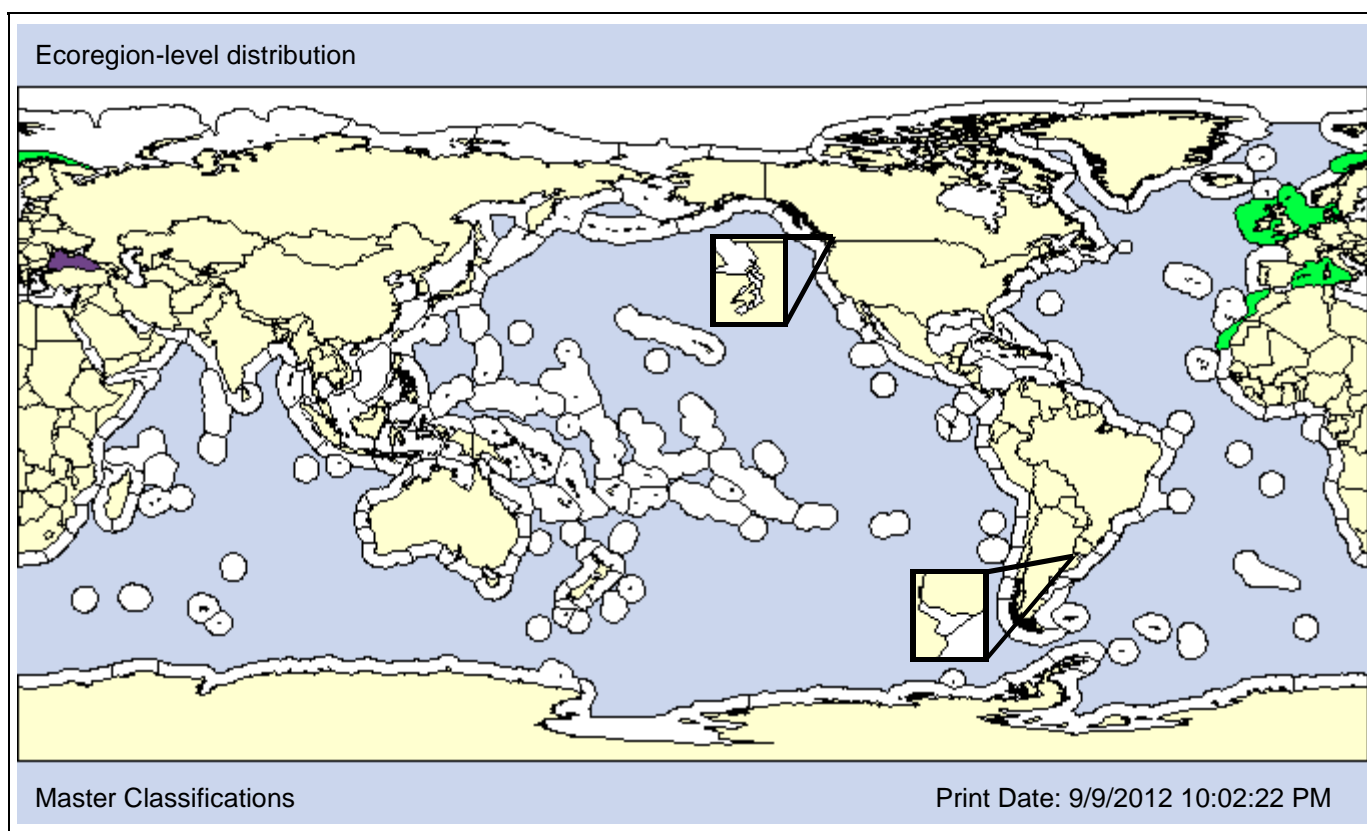 Ecoregion-level distribution
Master Classifications
Print Date: 9/9/2012 10:02:22 PM